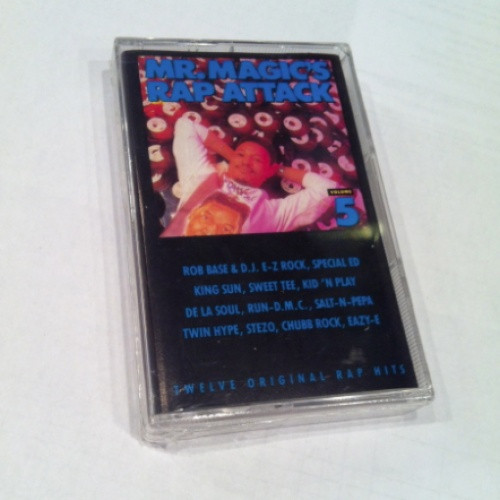 MR. MAGIC'S
RAP ATTACK
VOLUME
5
ROB BASE & D.J. E-Z ROCK, SPECIAL ED
KING SUN, SWEET TEE, KID 'N PLAY
DE LA SOUL, RUN-D.M.C., SALT-N-PEPA
TWIN HYPE, STEZO, CHUBB ROCK, EAZY-E
TWELVE ORIGINAL RAP HITS